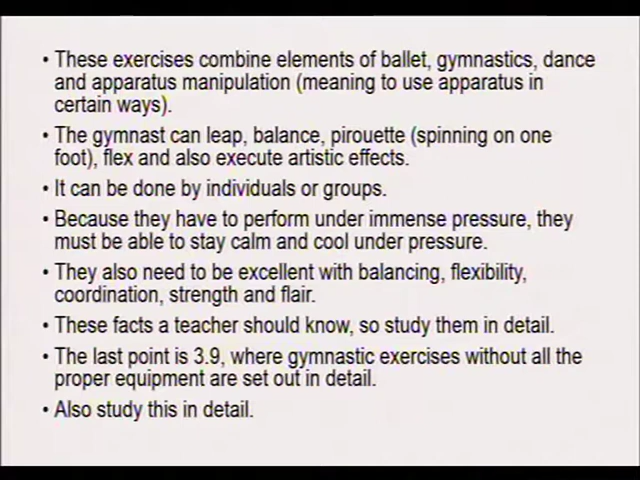 • These exercises combine elements of ballet, gymnastics, dance
and apparatus manipulation (meaning to use apparatus in
certain ways).
• The gymnast can leap, balance, pirouette (spinning on one
foot), flex and also execute artistic effects.
• It can be done by individuals or groups.
• Because they have to perform under immense pressure, they
must be able to stay calm and cool under pressure.
• They also need to be excellent with balancing, flexibility,
coordination, strength and flair.
• These facts a teacher should know, so study them in detail.
• The last point is 3.9, where gymnastic exercises without all the
proper equipment are set out in detail.
• Also study this in detail.